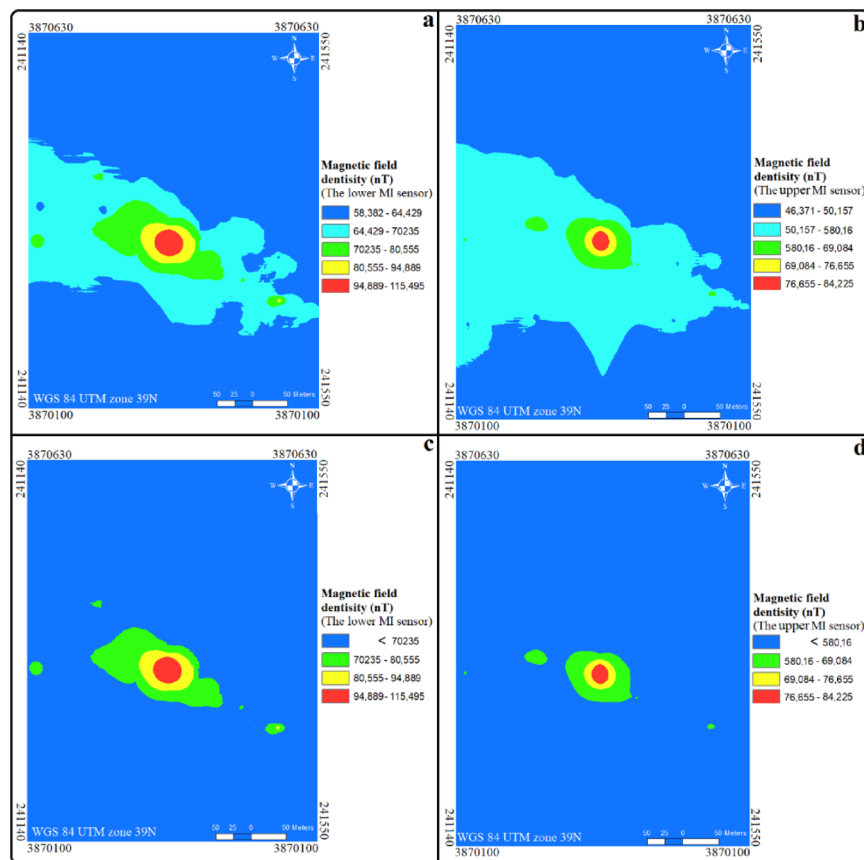 a
3870630
3870630
241140
241550
N
W
E
S
Magnetic field
dentisity (nT)
(The lower MI sensor)
58,382 - 64,429
64,429 - 70235
70235 - 80,555
80,555 - 94,889
94,889 - 115,495
50 25 0 50 Meters
WGS 84 UTM zone 39N
241140
241550
3870100
3870100
b
3870630
3870630
241140
241550
N
W
E
S
Magnetic field
dentisity (nT)
(The upper MI sensor)
46,371 - 50,157
50,157 - 580,16
580,16 - 69,084
69,084 - 76,655
76,655 - 84,225
50 25 0 50 Meters
WGS 84 UTM zone 39N
241140
241550
3870100
3870100
c
3870630
3870630
241140
241550
N
W
E
S
Magnetic field
dentisity (nT)
(The lower MI sensor)
< 70235
70235 - 80,555
80,555 - 94,889
94,889 - 115,495
50 25 0 50 Meters
WGS 84 UTM zone 39N
241140
241550
3870100
3870100
d
3870630
3870630
241140
241550
N
W
E
S
Magnetic field
dentisity (nT)
(The upper MI sensor)
< 580,16
580,16 - 69,084
69,084 - 76,655
76,655 - 84,225
50 25 0 50 Meters
WGS 84 UTM zone 39N
241140
241550
3870100
3870100